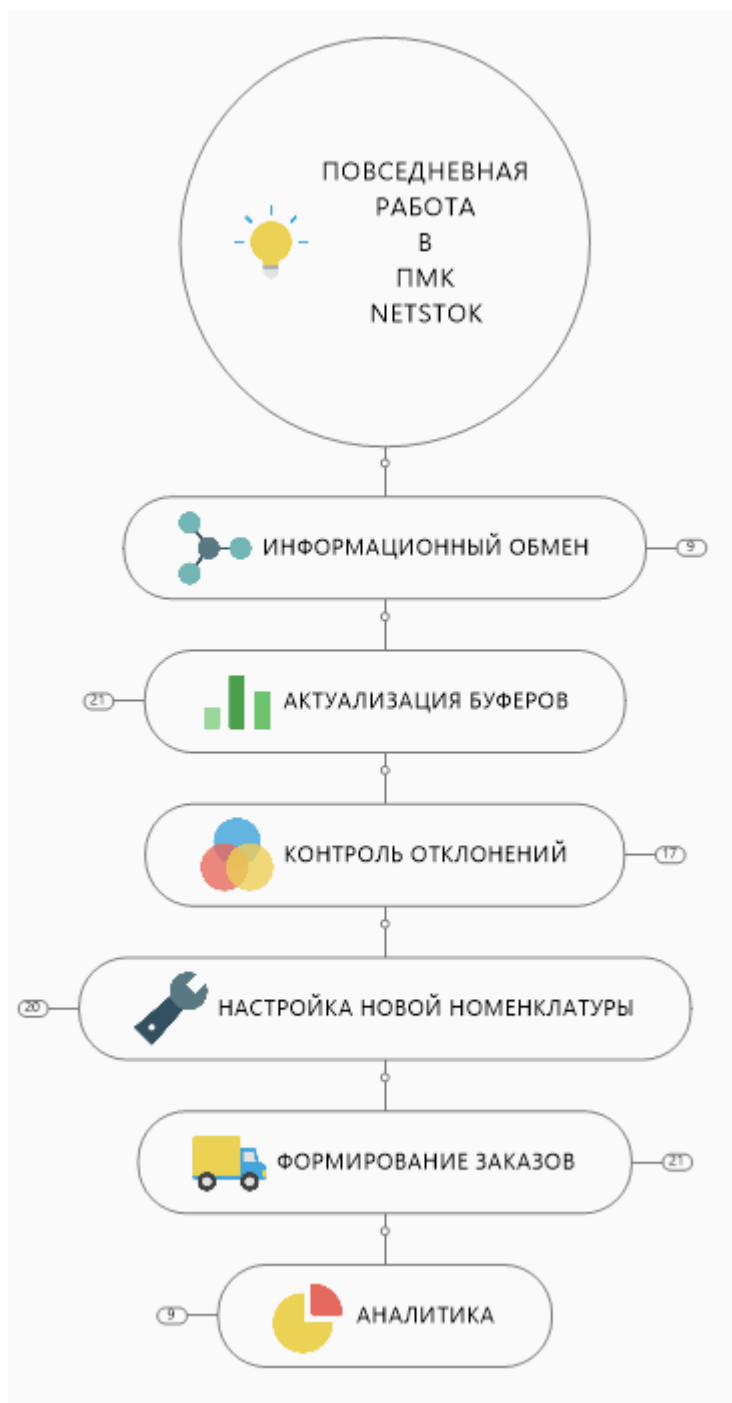 ПОВСЕДНЕВНАЯ
РАБОТА
В
ПМК
NETSTOK
ИНФОРМАЦИОННЫЙ ОБМЕН
9
21
АКТУАЛИЗАЦИЯ БУФЕРОВ
КОНТРОЛЬ ОТКЛОНЕНИЙ
17
20
НАСТРОЙКА НОВОЙ НОМЕНКЛАТУРЫ
ФОРМИРОВАНИЕ ЗАКАЗОВ
21
9
АНАЛИТИКА